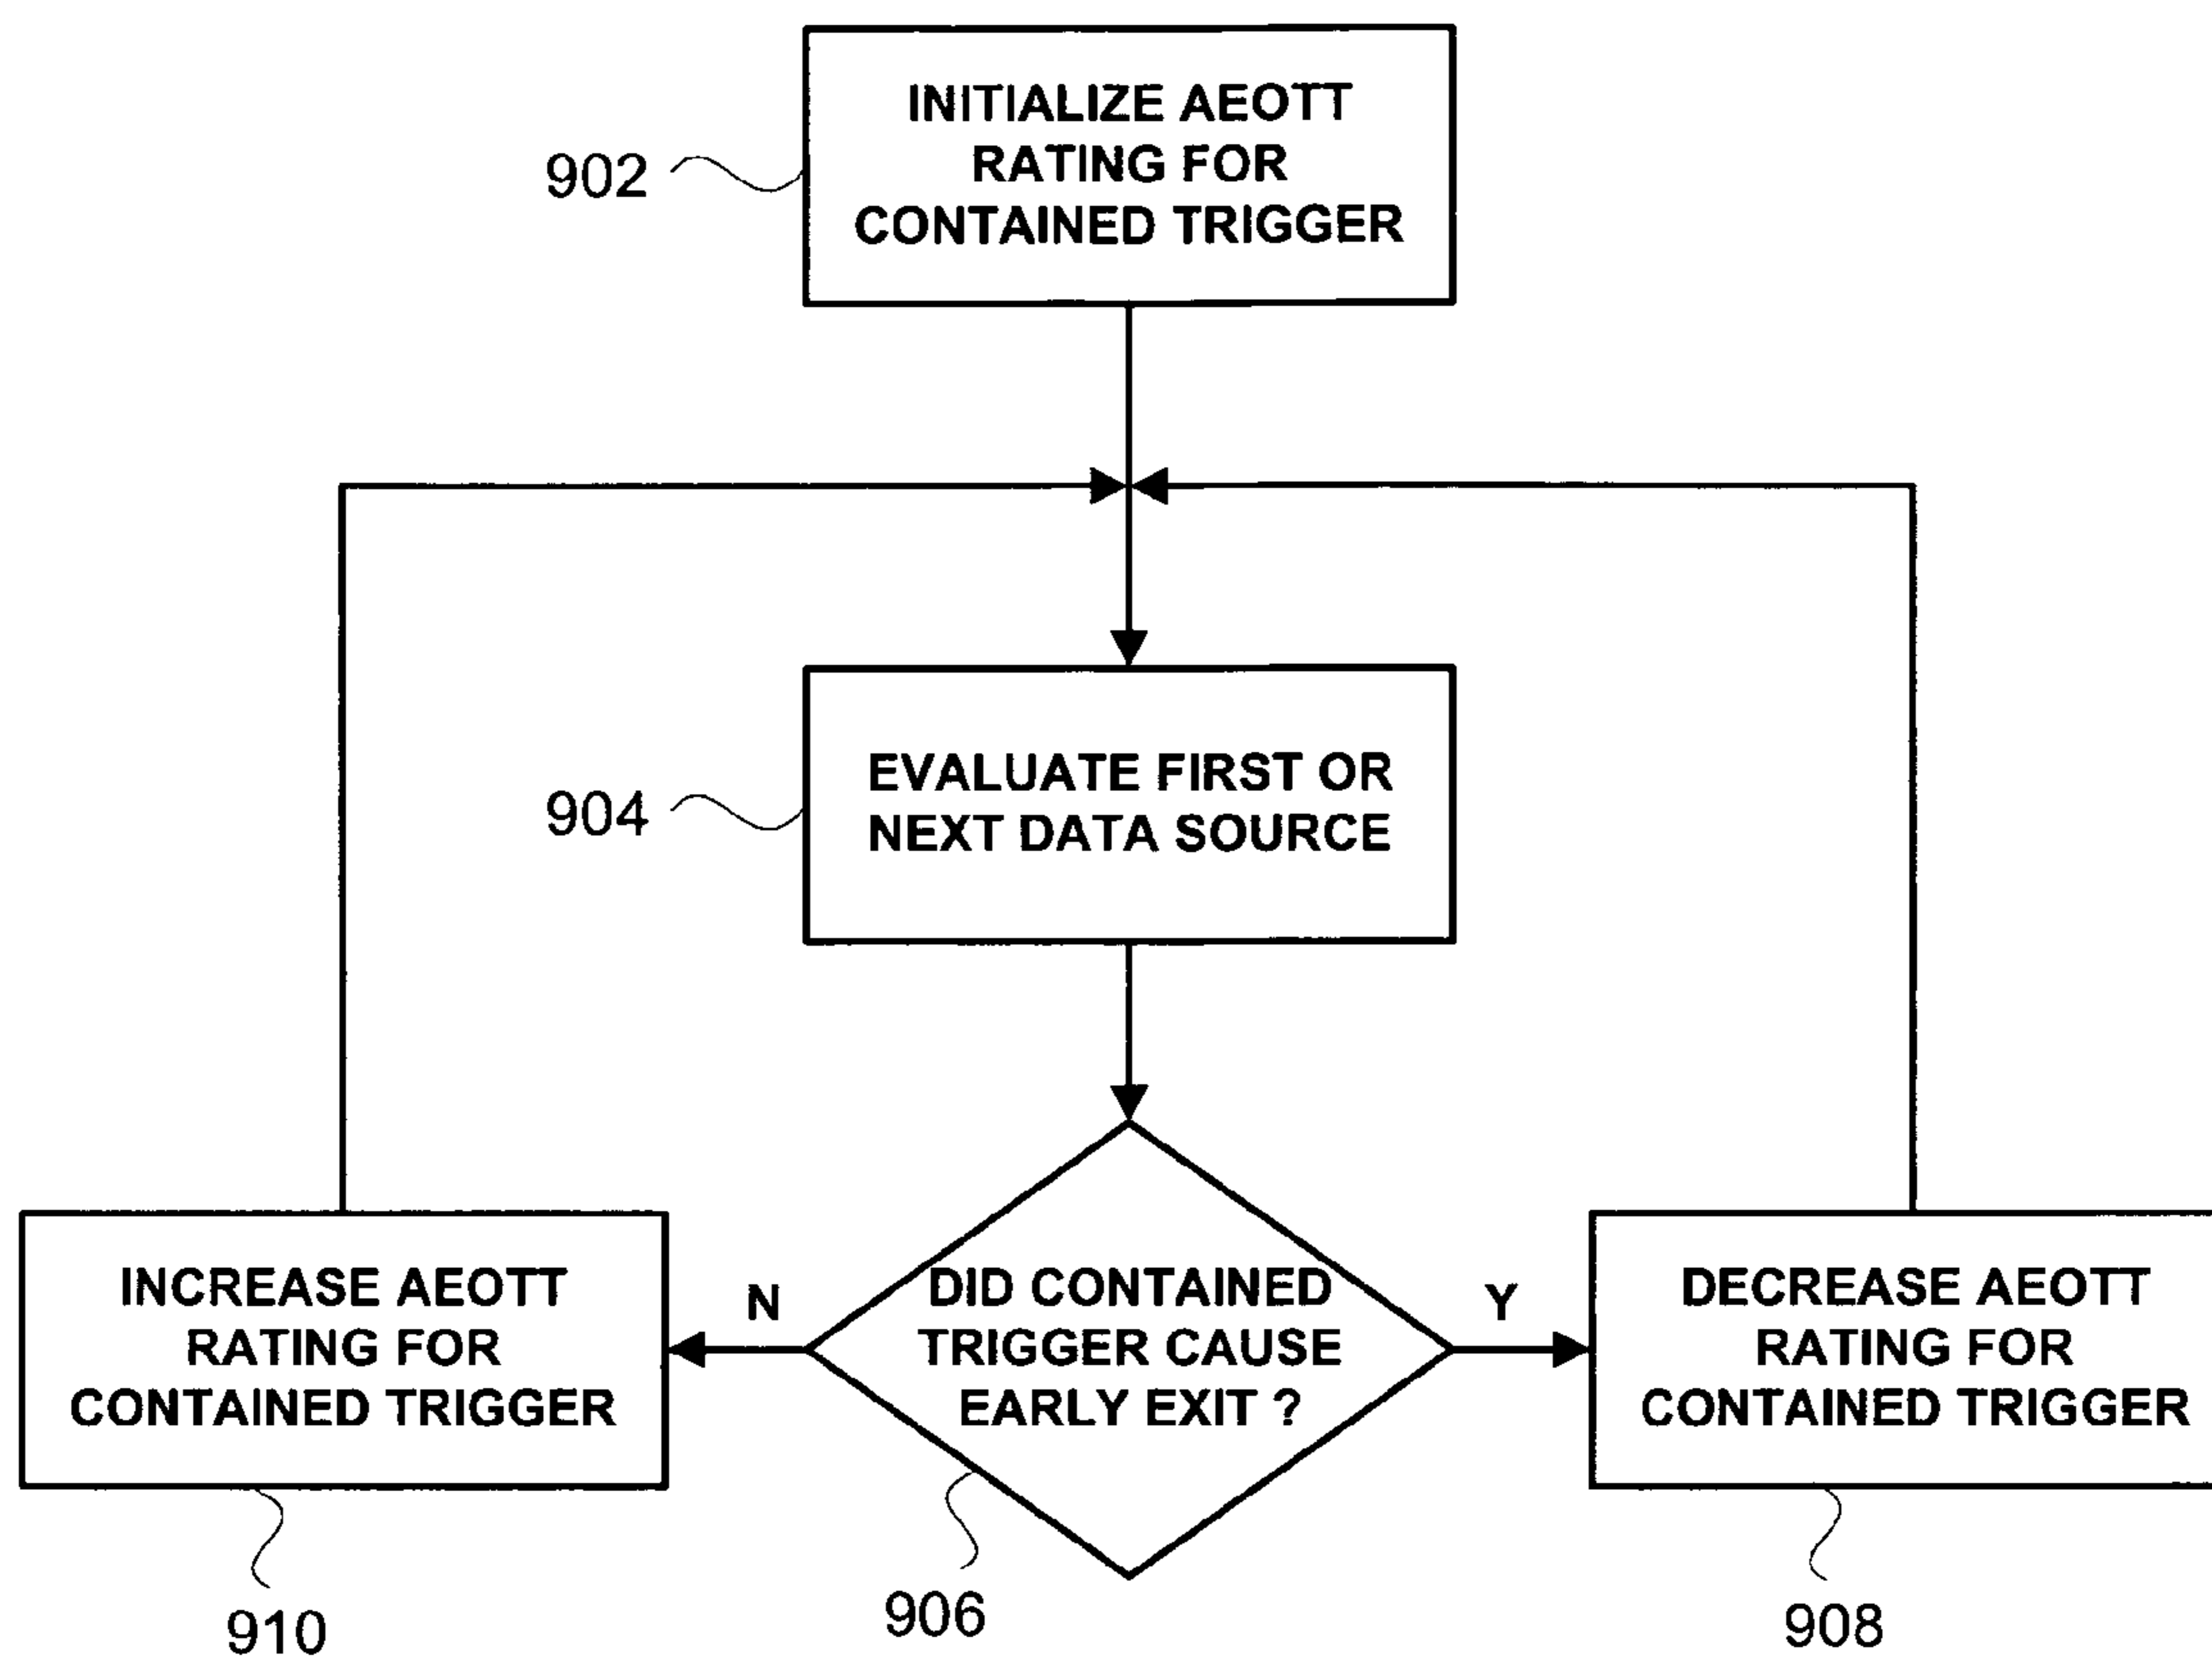 INITIALIZE AEOTT
RATING FOR
CONTAINED TRIGGER
902
EVALUATE FIRST OR
NEXT DATA SOURCE
904
DID CONTAINED
TRIGGER CAUSE
EARLY EXIT ?
N
Y
INCREASE AEOTT
RATING FOR
CONTAINED TRIGGER
DECREASE AEOTT
RATING FOR
CONTAINED TRIGGER
910
906
908